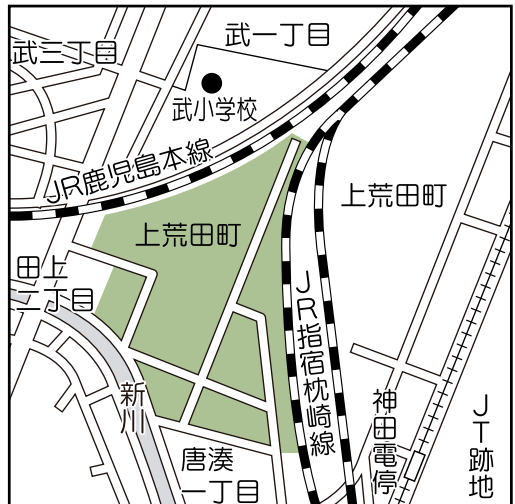 武一丁目
武三丁目
武小学校
JR鹿児島本線
上荒田町
上荒田町
田上
二丁目
JR指宿枕崎線
新川
神田電停
JT跡地
唐湊
一丁目